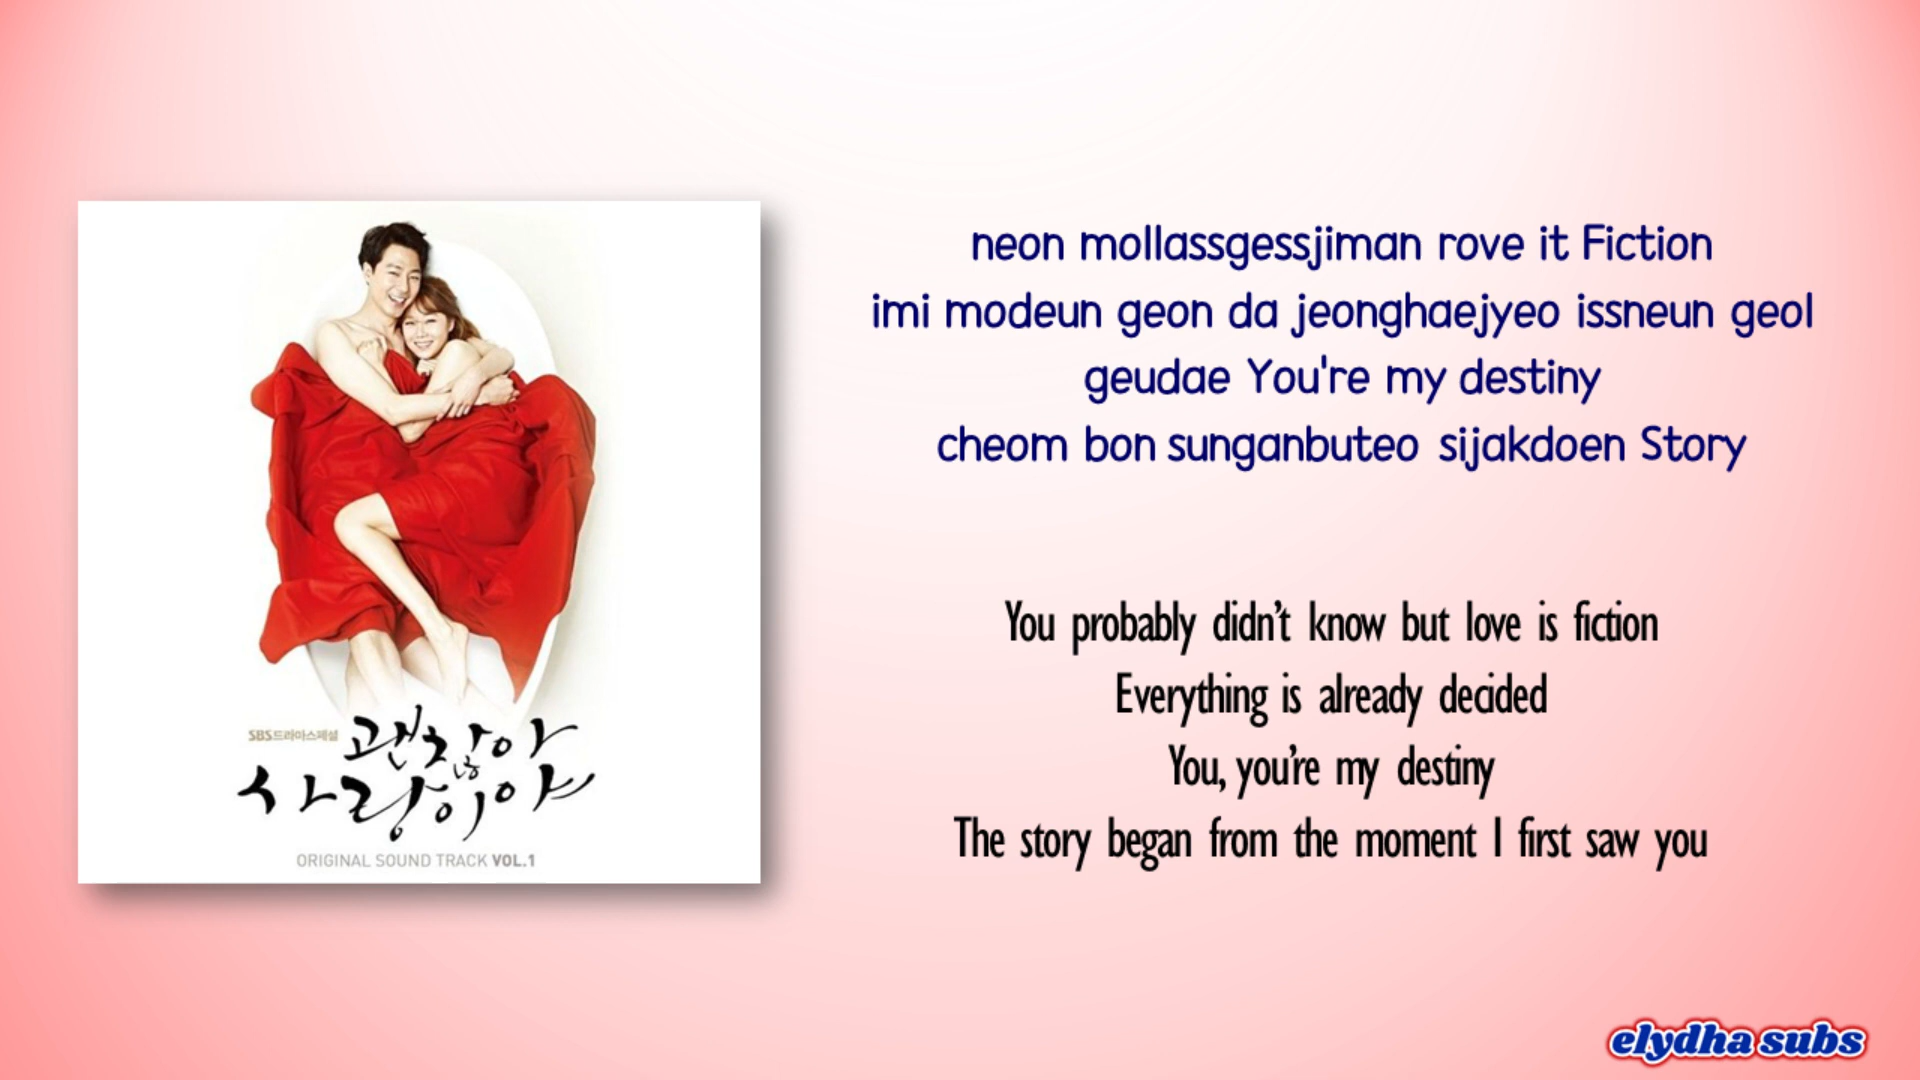 SBS드라마스페셜
괜찮아
사랑이야
ORIGINAL SOUND TRACK VOL.1
neon mollassgessjiman rove it Fiction
imi modeun geon da jeonghaejyeo issneun geol
geudae You're my destiny
cheom bon sunganbuteo sijakdoen Story
You probably didn’t know but love is fiction
Everything is already decided
You, you’re my destiny
The story began from the moment I first saw you
elydha subs